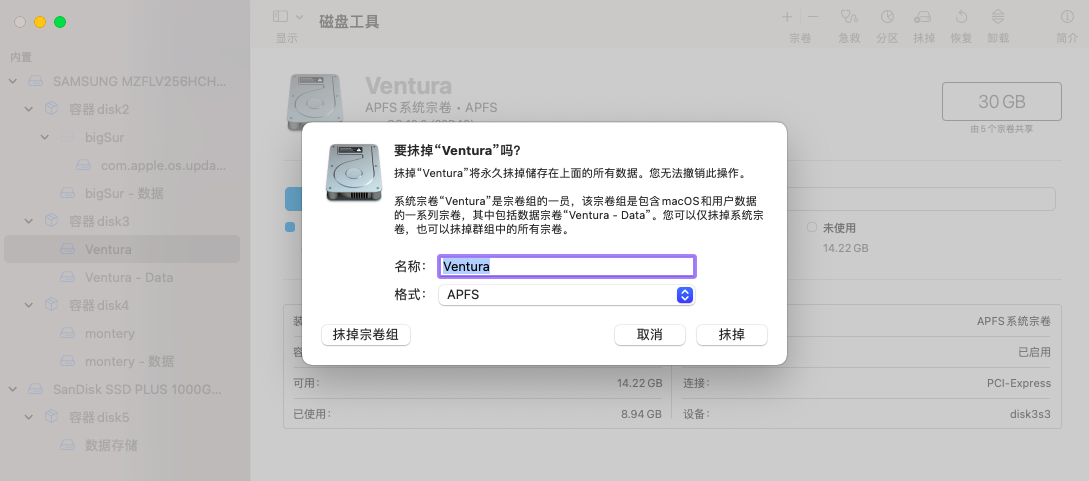 显示
磁盘工具
宗卷
急救
分区
抹掉
恢复
卸载
简介
内置
SAMSUNG MZFLV256HCH...
容器 disk2
bigSur
com.apple.os.upda...
bigSur - 数据
容器 disk3
Ventura
Ventura - Data
容器 disk4
montery
montery - 数据
SanDisk SSD PLUS 1000G...
容器 disk5
数据存储
Ventura
APFS 系统宗卷 • APFS
30 GB
由 5 个宗卷共享
要抹掉“Ventura”吗？
抹掉“Ventura”将永久抹掉储存在上面的所有数据。您无法撤销此操作。
系统宗卷“Ventura”是宗卷组的一员，该宗卷组是包含 macOS 和用户数据
的一系列宗卷，其中包括数据宗卷“Ventura - Data”。您可以仅抹掉系统宗
卷，也可以抹掉群组中的所有宗卷。
名称：
Ventura
格式：
APFS
抹掉宗卷组
取消
抹掉
未使用
14.22 GB
APFS 系统宗卷
已启用
可用：
14.22 GB
连接：
PCI-Express
已使用：
8.94 GB
设备：
disk3s3